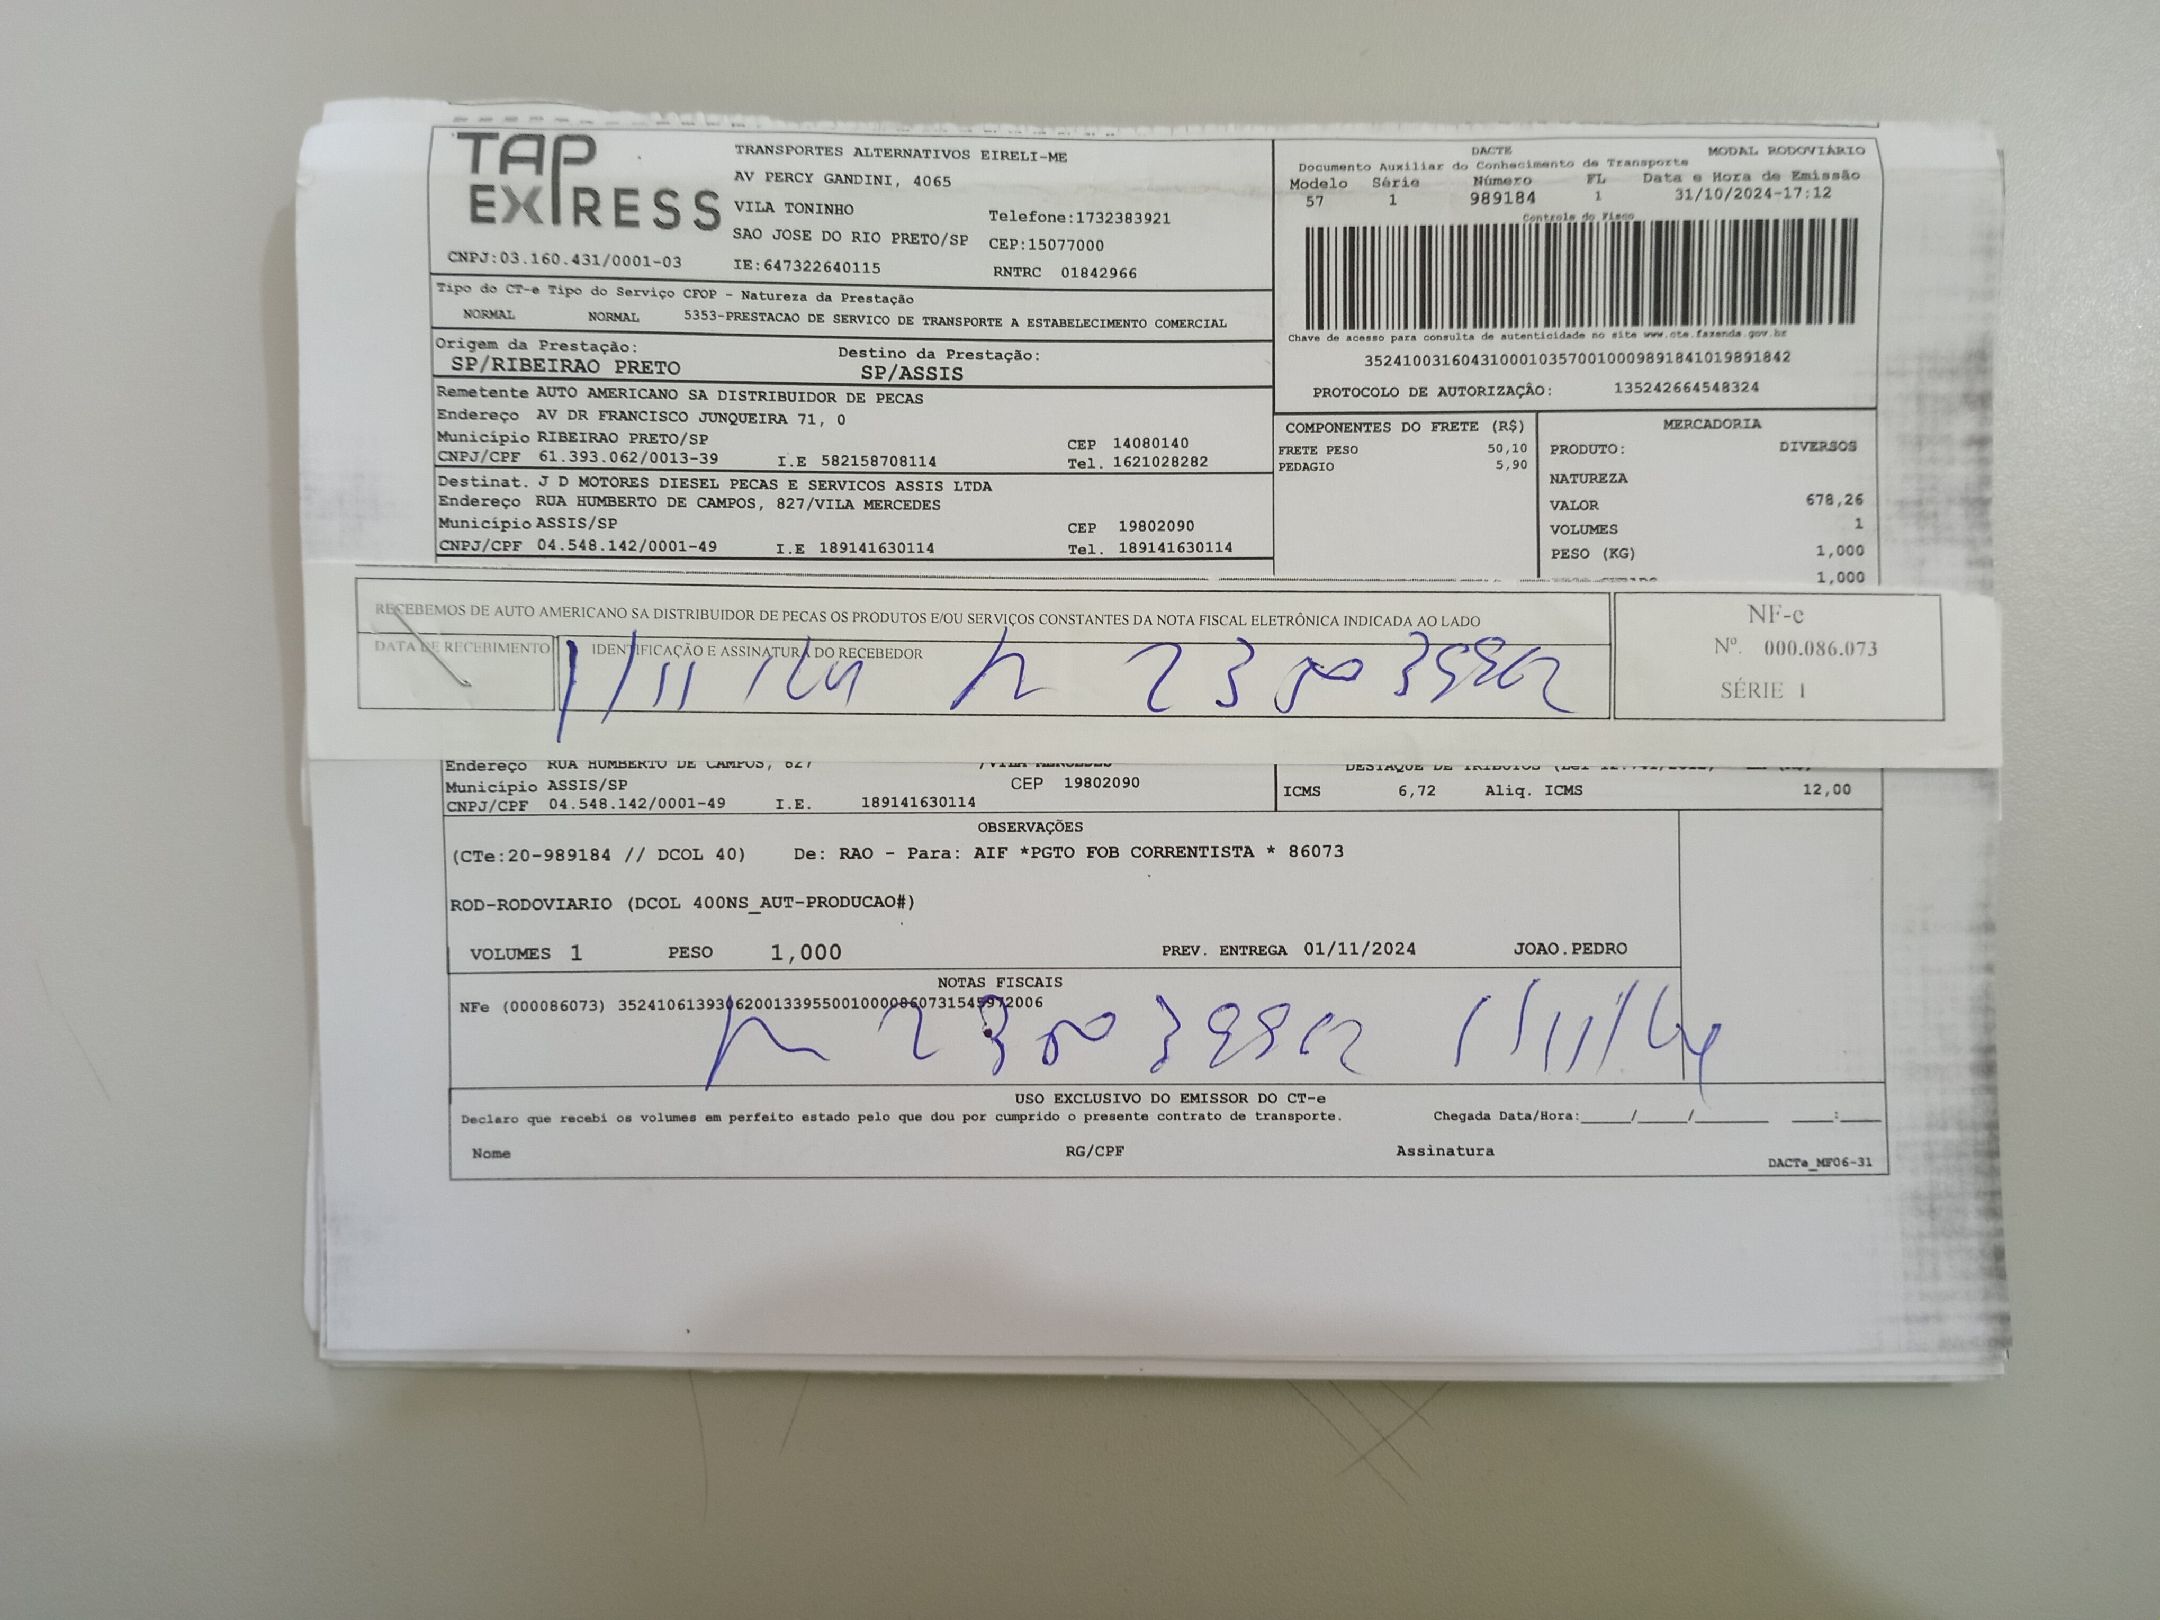 TAP EXPRESS
TRANSPORTES ALTERNATIVOS EIRELI-ME
AV PERCY GANDINI, 4065
VILA TONINHO
Telefone:1732383921
SAO JOSE DO RIO PRETO/SP CEP:15077000
CNPJ:03.160.431/0001-03 IE:647322640115 RNTRC 01842966
DACTE MODAL RODOVIÁRIO
Documento Auxiliar do Conhecimento de Transporte
Modelo Série Número FL Data e Hora de Emissão
57 1 989184 1 31/10/2024-17:12
Controle do Fisco
Chave de acesso para consulta de autenticidade no site www.cte.fazenda.gov.br
35241003160431000103570010009891841019891842
PROTOCOLO DE AUTORIZAÇÃO: 135242664548324
Tipo do CT-e Tipo do Serviço CFOP - Natureza da Prestação
NORMAL NORMAL 5353-PRESTACAO DE SERVICO DE TRANSPORTE A ESTABELECIMENTO COMERCIAL
Origem da Prestação: Destino da Prestação:
SP/RIBEIRAO PRETO SP/ASSIS
Remetente AUTO AMERICANO SA DISTRIBUIDOR DE PECAS
Endereço AV DR FRANCISCO JUNQUEIRA 71, 0
Município RIBEIRAO PRETO/SP CEP 14080140
CNPJ/CPF 61.393.062/0013-39 I.E 582158708114 Tel. 1621028282
Destinat. J D MOTORES DIESEL PECAS E SERVICOS ASSIS LTDA
Endereço RUA HUMBERTO DE CAMPOS, 827/VILA MERCEDES
Município ASSIS/SP CEP 19802090
CNPJ/CPF 04.548.142/0001-49 I.E 189141630114 Tel. 189141630114
COMPONENTES DO FRETE (R$)
FRETE PESO 50,10
PEDAGIO 5,90
MERCADORIA
PRODUTO: DIVERSOS
NATUREZA
VALOR 678,26
VOLUMES 1
PESO (KG) 1,000
1,000
RECEBEMOS DE AUTO AMERICANO SA DISTRIBUIDOR DE PECAS OS PRODUTOS E/OU SERVIÇOS CONSTANTES DA NOTA FISCAL ELETRÔNICA INDICADA AO LADO
DATA DE RECEBIMENTO IDENTIFICAÇÃO E ASSINATURA DO RECEBEDOR
1/11/24
NF-e
Nº. 000.086.073
SÉRIE 1
Endereço RUA HUMBERTO DE CAMPOS, 827 /VILA MERCEDES
Município ASSIS/SP CEP 19802090
CNPJ/CPF 04.548.142/0001-49 I.E. 189141630114
ICMS 6,72 Aliq. ICMS 12,00
OBSERVAÇÕES
(CTe:20-989184 // DCOL 40) De: RAO - Para: AIF *PGTO FOB CORRENTISTA * 86073
ROD-RODOVIARIO (DCOL 400NS_AUT-PRODUCAO#)
VOLUMES 1 PESO 1,000 PREV. ENTREGA 01/11/2024 JOAO.PEDRO
NOTAS FISCAIS
NFe (000086073) 35241061393062001339550010000860731545972006
1/11/24
USO EXCLUSIVO DO EMISSOR DO CT-e
Declaro que recebi os volumes em perfeito estado pelo que dou por cumprido o presente contrato de transporte. Chegada Data/Hora:_____/_____/________ ____:____
Nome RG/CPF Assinatura
DACTe_MF06-31